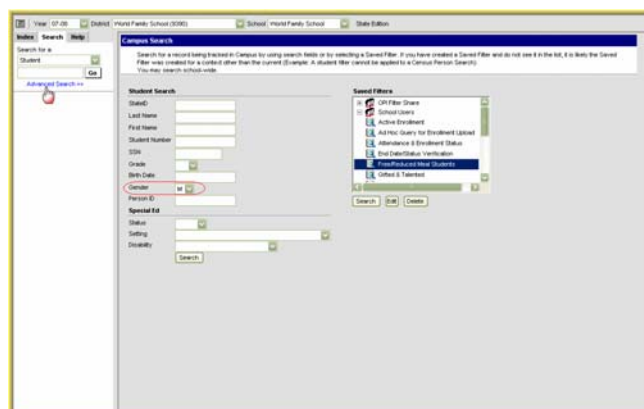 Year 07-08 District World Family School (9090) School World Family School State Edition
Index Search Help
Search for a
Student
Go
Advanced Search >>
Campus Search
Search for a record being tracked in Campus by using search fields or by selecting a Saved Filter. If you have created a Saved Filter and do not see it in the list, it is likely the Saved
Filter was created for a context other than the current (Example: A student filter cannot be applied to a Census Person Search)
You may search school-wide.
Student Search
StateID
Last Name
First Name
Student Number
SSN
Grade
Birth Date
Gender M
Person ID
Special Ed
Status
Setting
Disability
Search
Saved Filters
OPI Filter Share
School Users
Active Enrollment
Ad Hoc Query for Enrollment Upload
Attendance & Enrollment Status
End Date/Status Verification
Free/Reduced Meal Students
Gifted & Talented
Search Edit Delete